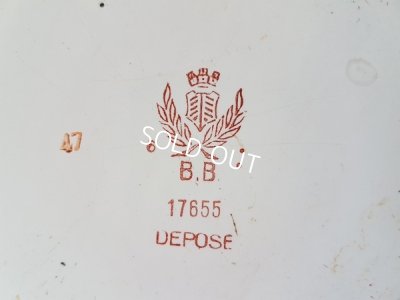 47
SOLD OUT
B.B
17655
DEPOSE